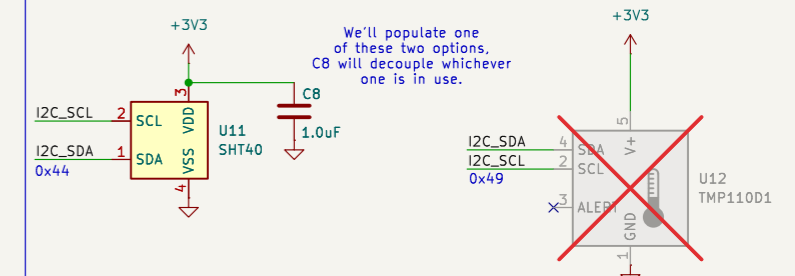 +3V3
We'll populate one
of these two options,
C8 will decouple whichever
one is in use.
+3V3
3
C8
1.0uF
I2C_SCL
2
SCL
VDD
U11
SHT40
I2C_SDA
1
SDA
VSS
0x44
4
5
V+
I2C_SDA
4
SDA
I2C_SCL
2
SCL
0x49
U12
TMP110D1
3
ALERT
GND
1